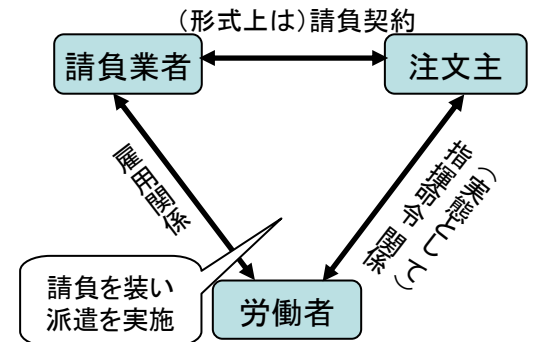 (形式上は)請負契約
請負業者
注文主
雇用関係
(実態として)
指揮命令関係
請負を装い
派遣を実施
労働者